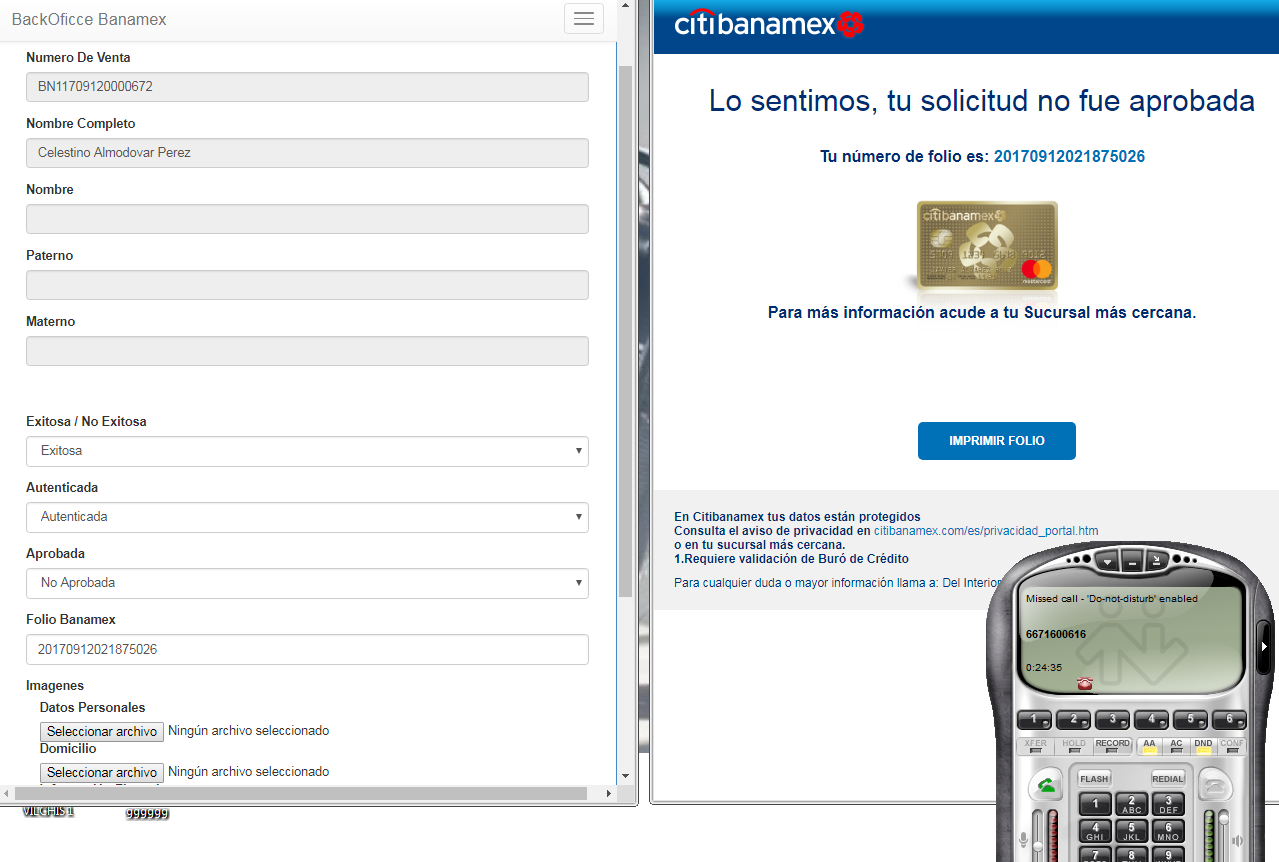 BackOficce Banamex
Numero De Venta
BN11709120000672
Nombre Completo
Celestino Almodovar Perez
Nombre
Paterno
Materno
Exitosa / No Exitosa
Exitosa
Autenticada
Autenticada
Aprobada
No Aprobada
Folio Banamex
20170912021875026
Imagenes
Datos Personales
Seleccionar archivo Ningún archivo seleccionado
Domicilio
Seleccionar archivo Ningún archivo seleccionado
VILCHIS 1
999999
citibanamex
Lo sentimos, tu solicitud no fue aprobada
Tu número de folio es: 20170912021875026
citibanamex
mastercard
Para más información acude a tu Sucursal más cercana.
IMPRIMIR FOLIO
En Citibanamex tus datos están protegidos
Consulta el aviso de privacidad en citibanamex.com/es/privacidad_portal.htm
o en tu sucursal más cercana.
1.Requiere validación de Buró de Crédito
Para cualquier duda o mayor información llama a: Del Interior
Missed call - 'Do-not-disturb' enabled
6671600616
0:24:35
1 2 3 4 5 6
XFER HOLD RECORD AA AC DND CONF
FLASH REDIAL
1 2 ABC 3 DEF
4 GHI 5 JKL 6 MNO
7 8 9